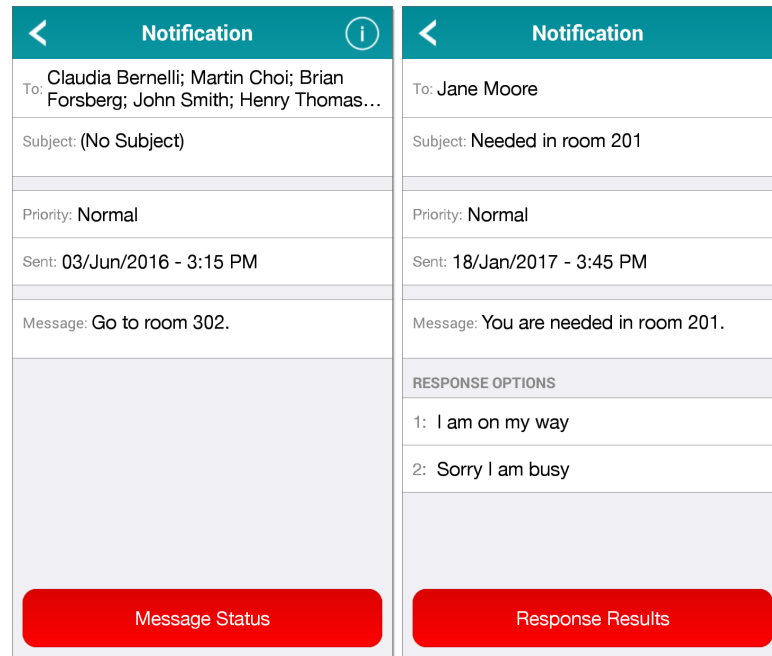 Notification
To: Claudia Bernelli; Martin Choi; Brian
Forsberg; John Smith; Henry Thomas...
Subject: (No Subject)
Priority: Normal
Sent: 03/Jun/2016 - 3:15 PM
Message: Go to room 302.
Message Status
Notification
To: Jane Moore
Subject: Needed in room 201
Priority: Normal
Sent: 18/Jan/2017 - 3:45 PM
Message: You are needed in room 201.
RESPONSE OPTIONS
1: I am on my way
2: Sorry I am busy
Response Results